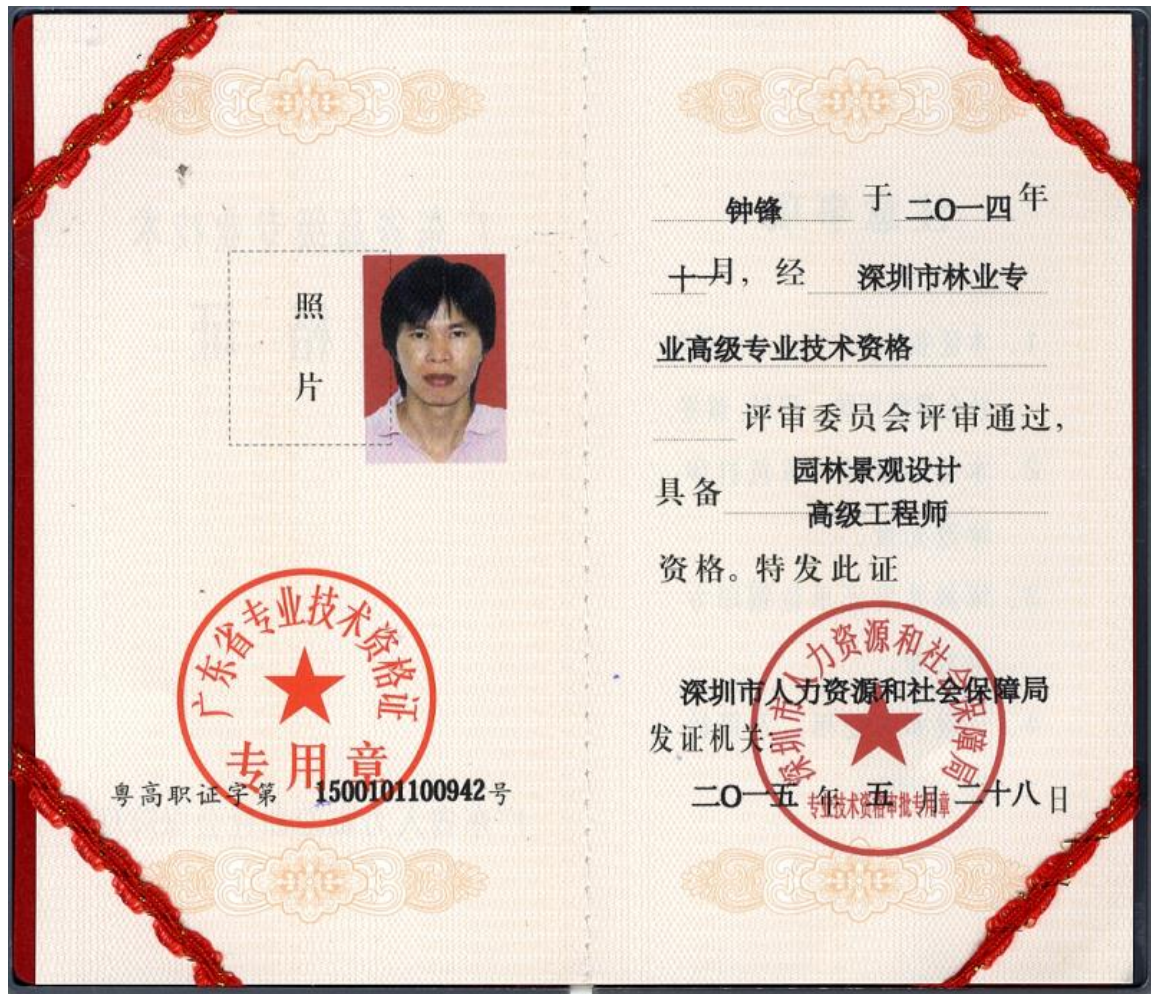 照
片
广东省专业技术资格证
专用章
粤高职证字第 1500101100942号
钟锋 于 二O一四年
十一月，经 深圳市林业专
业高级专业技术资格
评审委员会评审通过，
具备 园林景观设计
高级工程师
资格。特发此证
深圳市人力资源和社会保障局
深圳市人力资源和社会保障局
发证机关：
二O一五 年 五 月 二十八 日
专业技术资格审批专用章